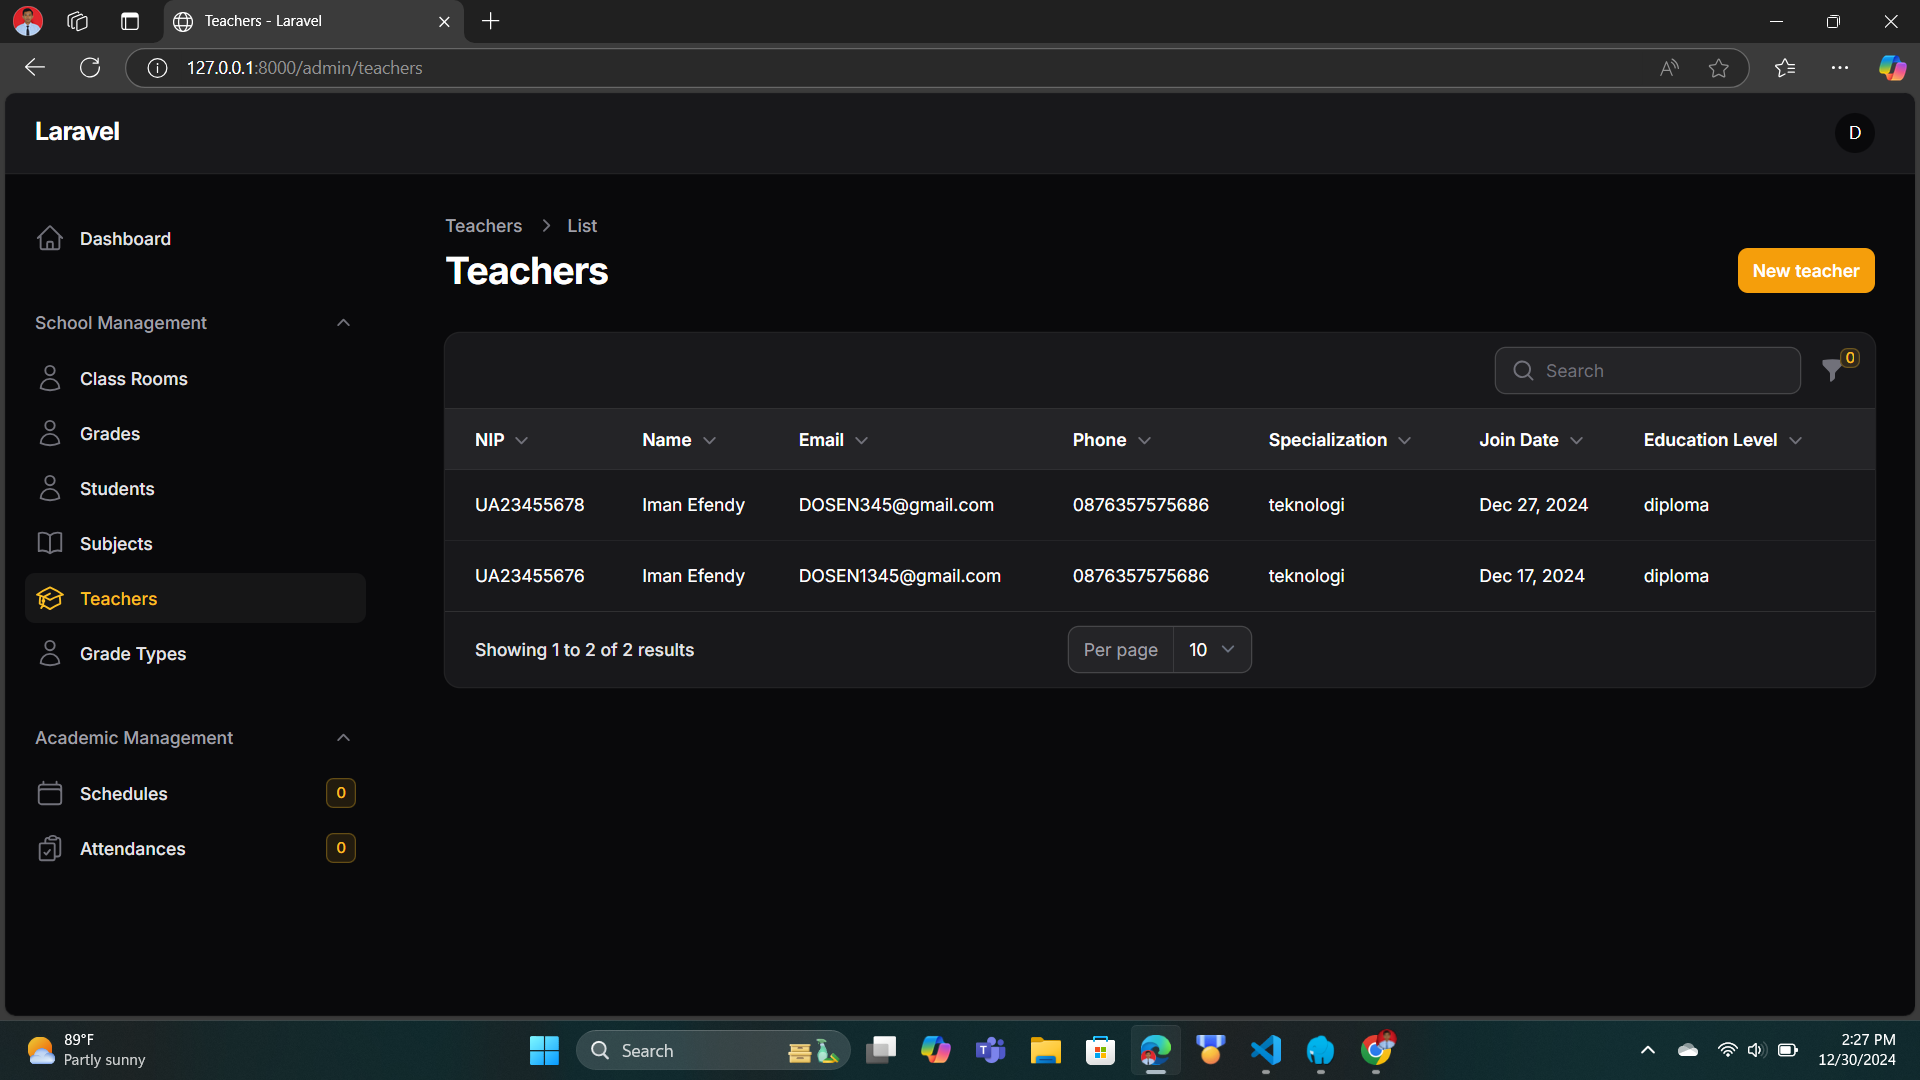 Teachers - Laravel
127.0.0.1:8000/admin/teachers
Laravel
D
Dashboard
School Management
Class Rooms
Grades
Students
Subjects
Teachers
Grade Types
Academic Management
Schedules 0
Attendances 0
Teachers > List
Teachers
New teacher
Search
0
NIP Name Email Phone Specialization Join Date Education Level
UA23455678 Iman Efendy DOSEN345@gmail.com 0876357575686 teknologi Dec 27, 2024 diploma
UA23455676 Iman Efendy DOSEN1345@gmail.com 0876357575686 teknologi Dec 17, 2024 diploma
Showing 1 to 2 of 2 results
Per page 10
89°F
Partly sunny
Search
2:27 PM
12/30/2024